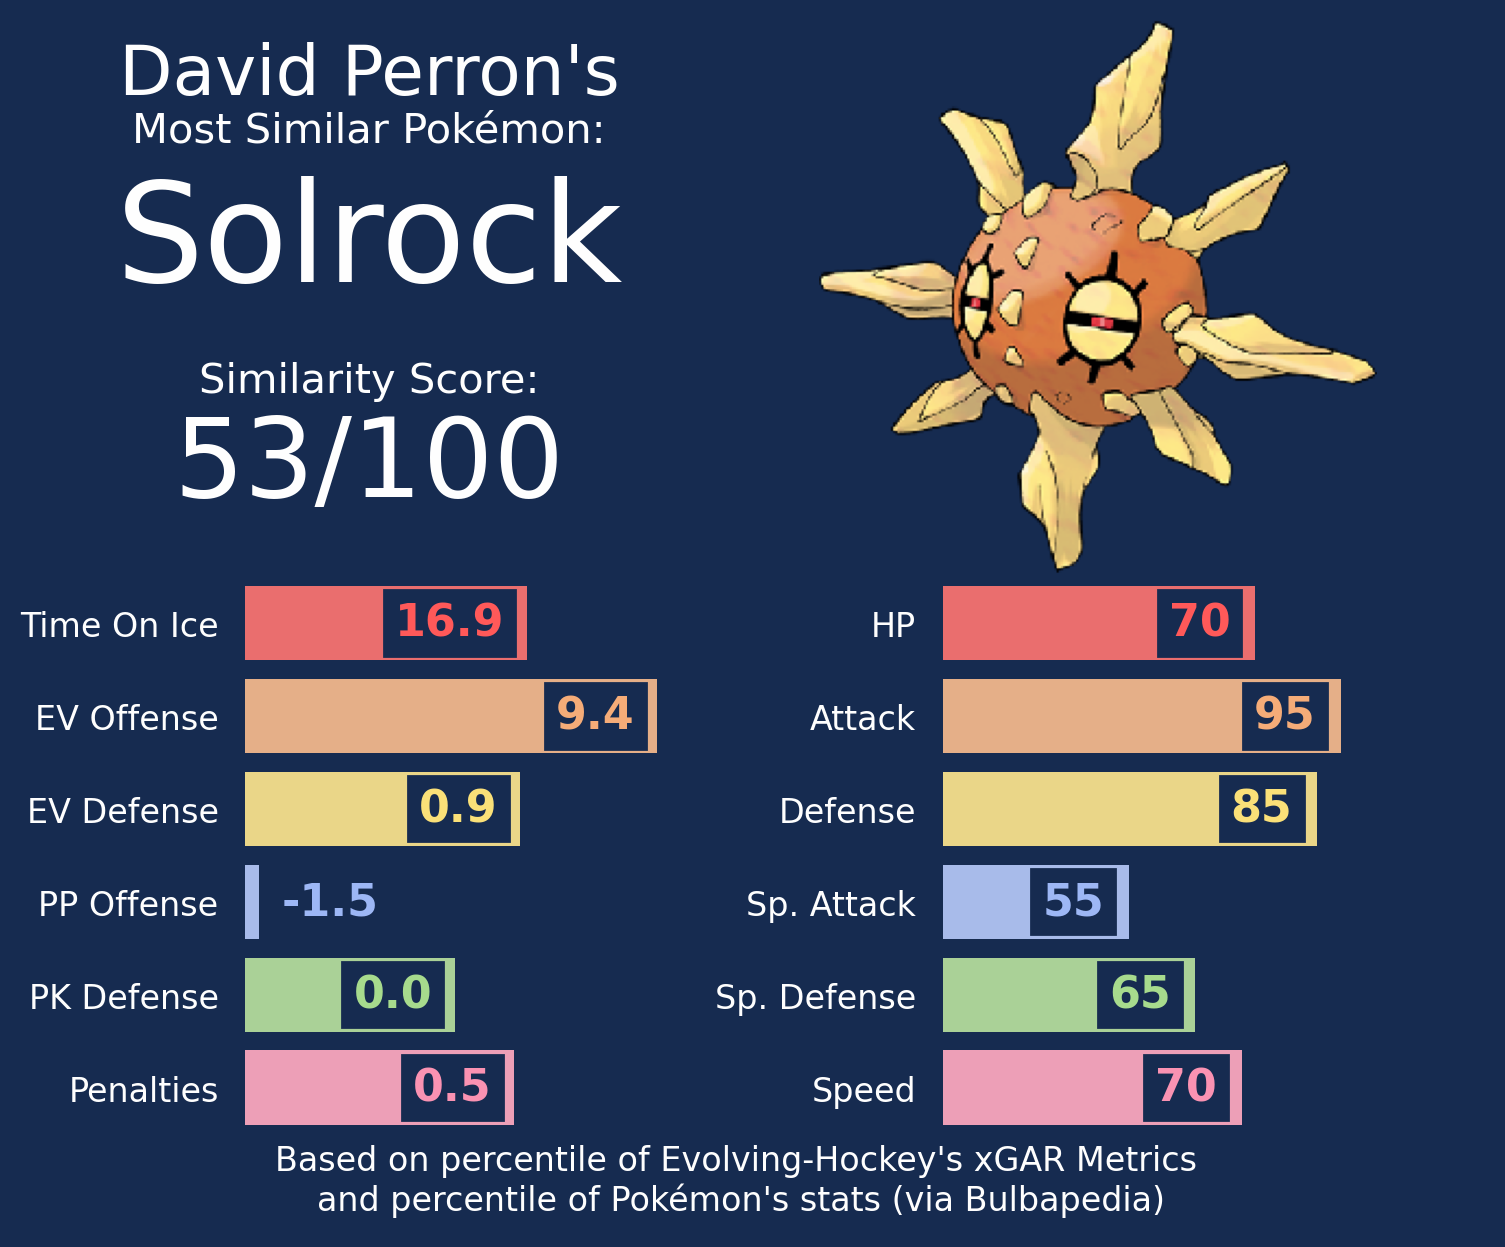 David Perron's
Most Similar Pokémon:
Solrock
Similarity Score:
53/100
Time On Ice 16.9
EV Offense 9.4
EV Defense 0.9
PP Offense -1.5
PK Defense 0.0
Penalties 0.5
HP 70
Attack 95
Defense 85
Sp. Attack 55
Sp. Defense 65
Speed 70
Based on percentile of Evolving-Hockey's xGAR Metrics
and percentile of Pokémon's stats (via Bulbapedia)